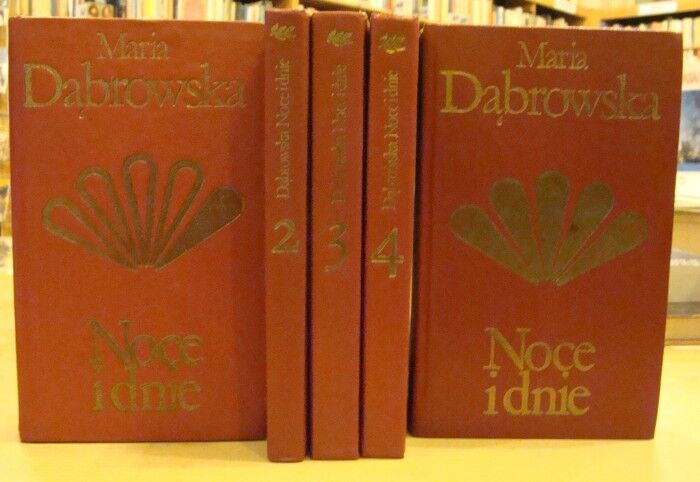 Maria
Dąbrowska
Noce
i dnie
Dąbrowska Noce i dnie
2
Dąbrowska Noce i dnie
3
Dąbrowska Noce i dnie
4
Maria
Dąbrowska
Noce
i dnie